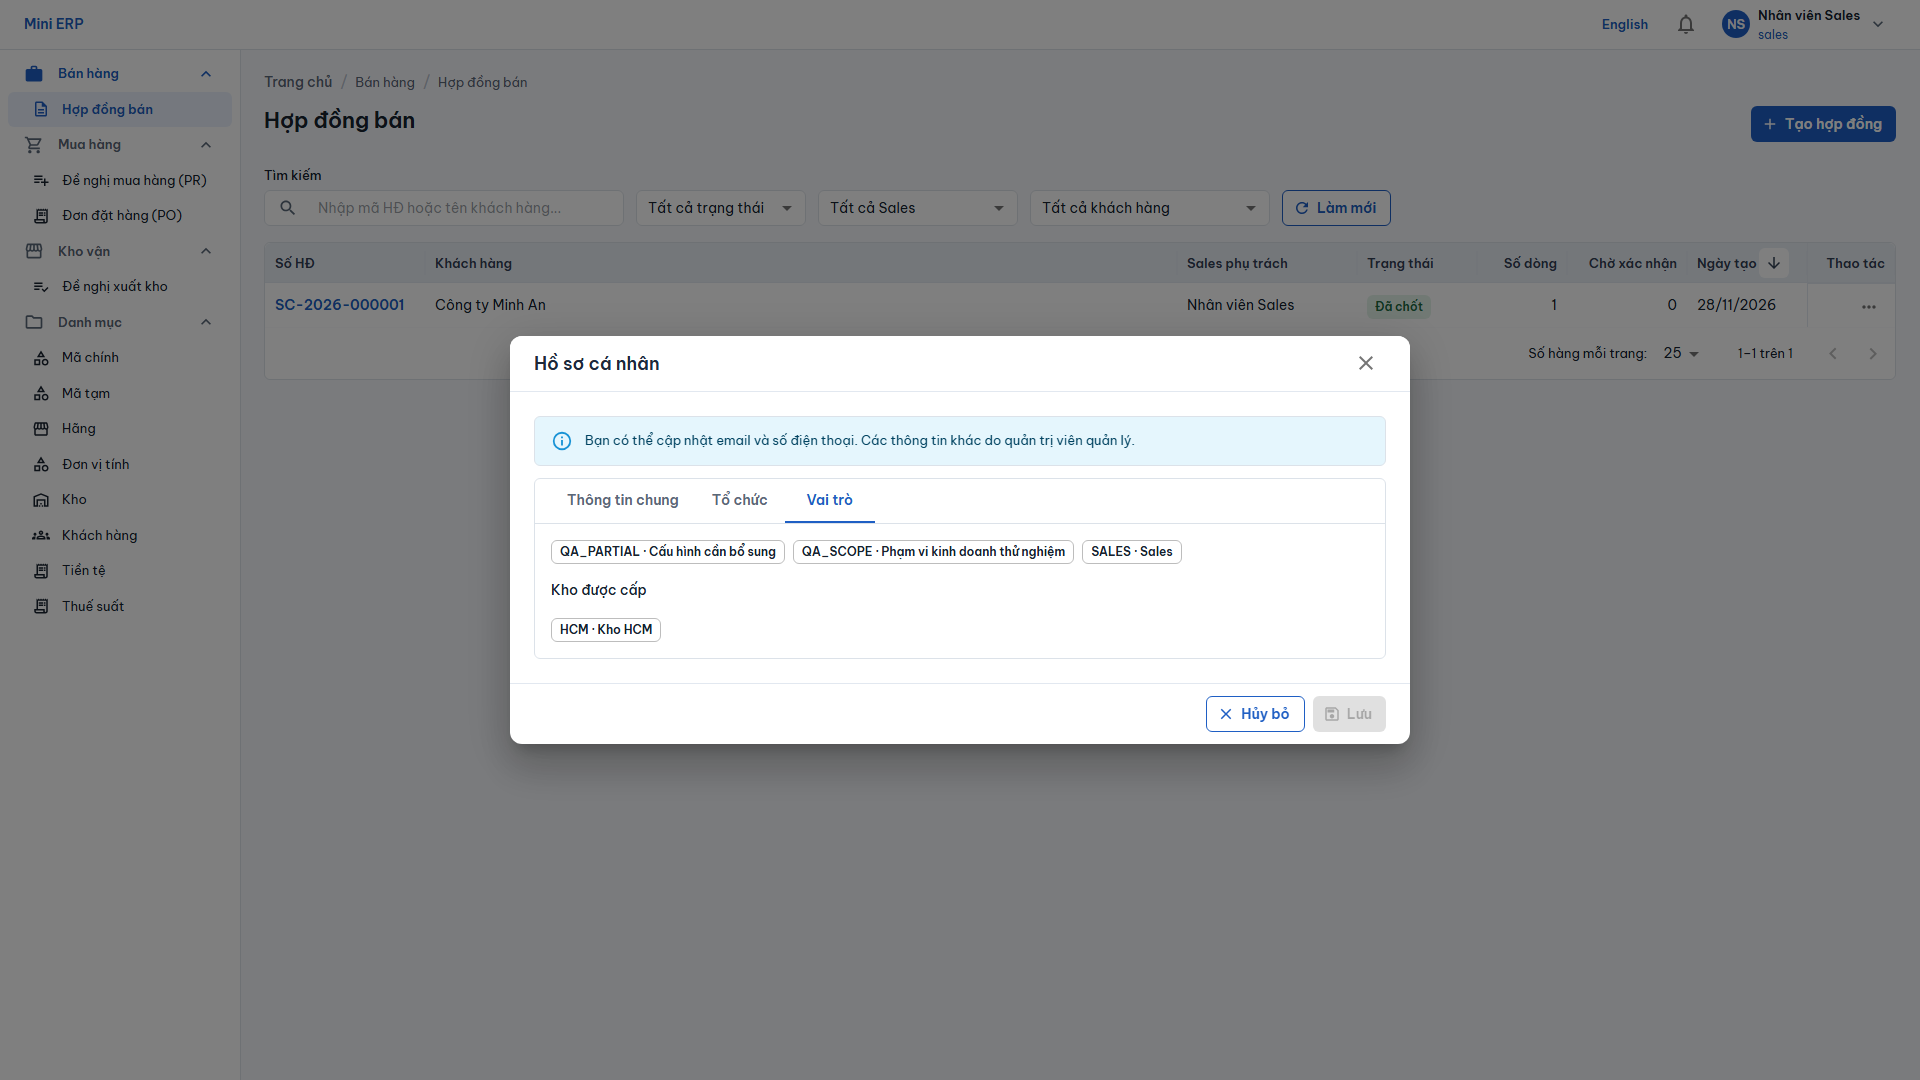 Mini ERP
English
NS
Nhân viên Sales
sales
Bán hàng
Hợp đồng bán
Mua hàng
Đề nghị mua hàng (PR)
Đơn đặt hàng (PO)
Kho vận
Đề nghị xuất kho
Danh mục
Mã chính
Mã tạm
Hãng
Đơn vị tính
Kho
Khách hàng
Tiền tệ
Thuế suất
Trang chủ / Bán hàng / Hợp đồng bán
Hợp đồng bán
Tạo hợp đồng
Tìm kiếm
Nhập mã HĐ hoặc tên khách hàng...
Tất cả trạng thái
Tất cả Sales
Tất cả khách hàng
Làm mới
Số HĐ Khách hàng Sales phụ trách Trạng thái Số dòng Chờ xác nhận Ngày tạo Thao tác
SC-2026-000001 Công ty Minh An Nhân viên Sales Đã chốt 1 0 28/11/2026
Số hàng mỗi trang: 25 1-1 trên 1
Hồ sơ cá nhân
Bạn có thể cập nhật email và số điện thoại. Các thông tin khác do quản trị viên quản lý.
Thông tin chung Tổ chức Vai trò
QA_PARTIAL · Cấu hình cần bổ sung QA_SCOPE · Phạm vi kinh doanh thử nghiệm SALES · Sales
Kho được cấp
HCM · Kho HCM
Hủy bỏ Lưu